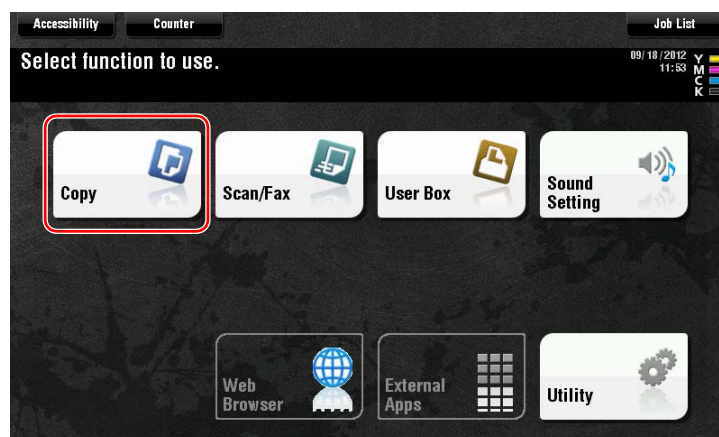 Accessibility
Counter
Job List
Select function to use.
09/18/2012
11:53
Y
M
C
K
Copy
Scan/Fax
User Box
Sound
Setting
Web
Browser
External
Apps
Utility